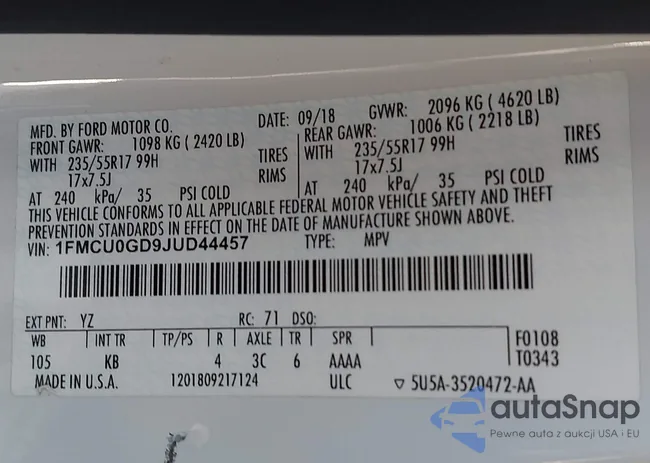 MFD. BY FORD MOTOR CO. DATE: 09/18 GVWR: 2096 KG ( 4620 LB)
FRONT GAWR: 1098 KG ( 2420 LB) REAR GAWR: 1006 KG ( 2218 LB)
WITH 235/55R17 99H TIRES WITH 235/55R17 99H TIRES
17x7.5J RIMS 17x7.5J RIMS
AT 240 kPa/ 35 PSI COLD AT 240 kPa/ 35 PSI COLD
THIS VEHICLE CONFORMS TO ALL APPLICABLE FEDERAL MOTOR VEHICLE SAFETY AND THEFT
PREVENTION STANDARDS IN EFFECT ON THE DATE OF MANUFACTURE SHOWN ABOVE.
VIN: 1FMCU0GD9JUD44457 TYPE: MPV
EXT PNT: YZ RC: 71 DSO:
WB INT TR TP/PS R AXLE TR SPR F0108
105 KB 4 3C 6 AAAA T0343
MADE IN U.S.A. 1201809217124 ULC ▽ 5U5A-3520472-AA
autaSnap
Pewne auta z aukcji USA i EU